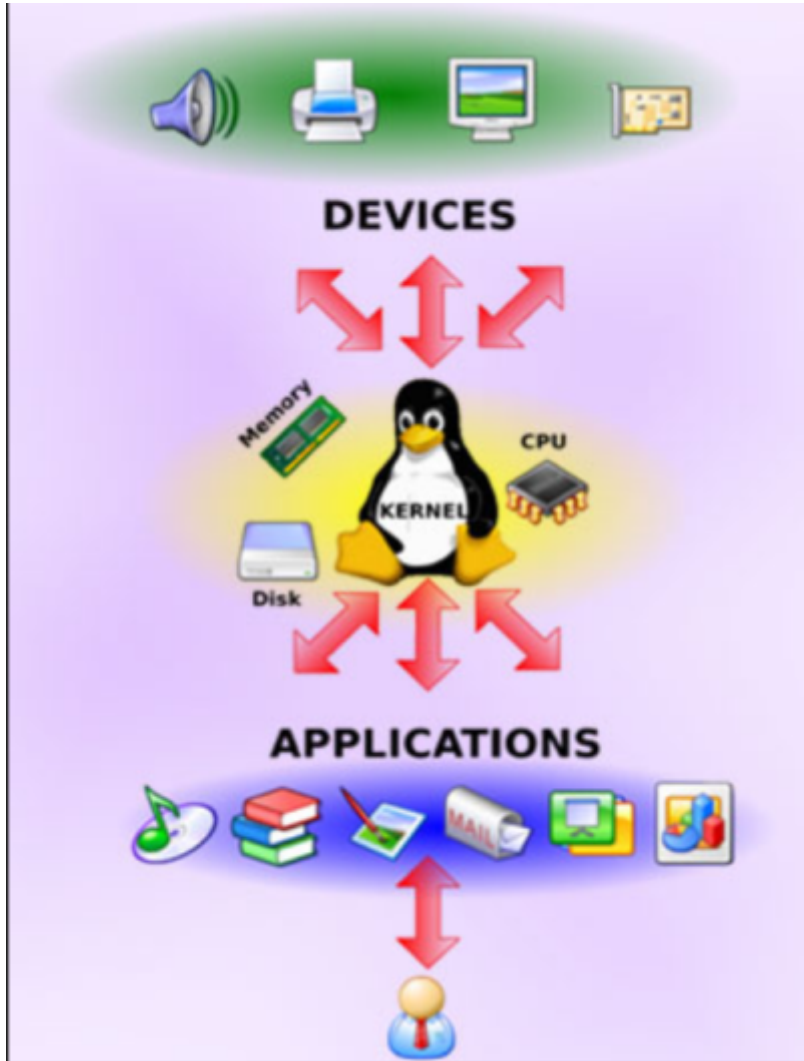 DEVICES
Memory
CPU
KERNEL
Disk
APPLICATIONS
MAIL